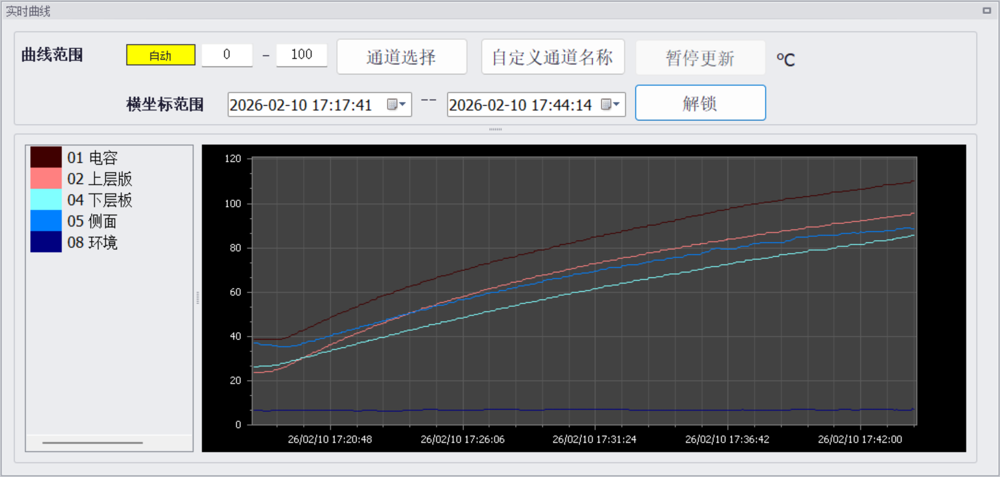 实时曲线
曲线范围 自动 0 - 100 通道选择 自定义通道名称 暂停更新 ℃
横坐标范围 2026-02-10 17:17:41 -- 2026-02-10 17:44:14 解锁
01 电容
02 上层版
04 下层板
05 侧面
08 环境
120
100
80
60
40
20
0
26/02/10 17:20:48 26/02/10 17:26:06 26/02/10 17:31:24 26/02/10 17:36:42 26/02/10 17:42:00